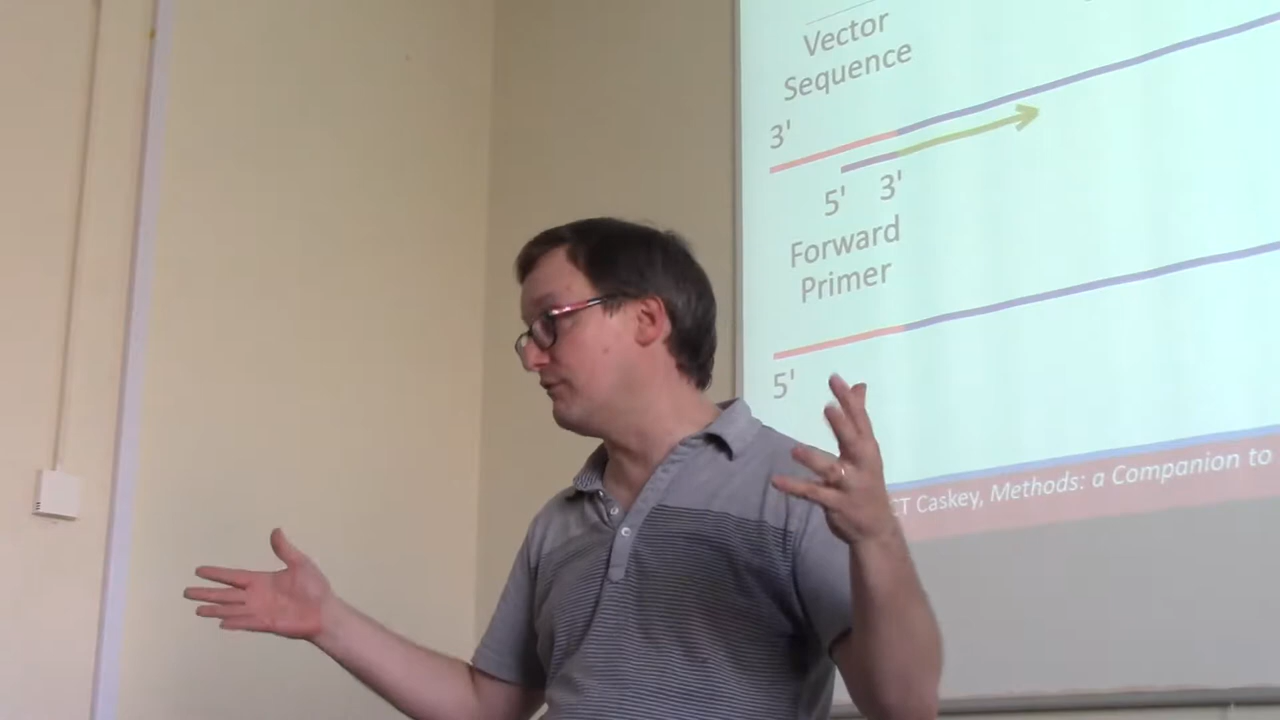 Vector
Sequence
3'
5' 3'
Forward
Primer
5'
CT Caskey, Methods: a Companion to